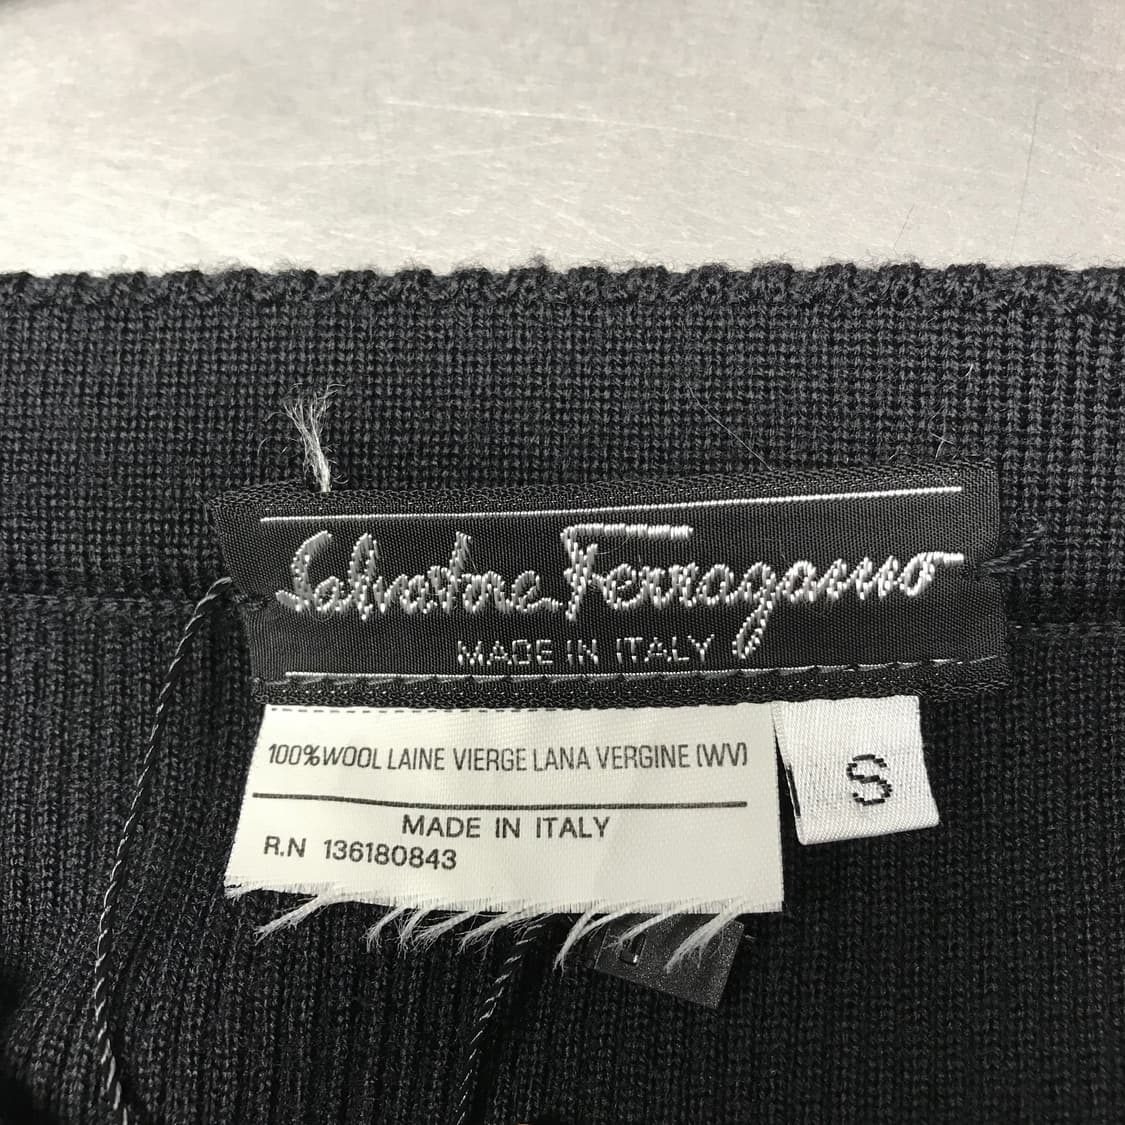 Salvatore Ferragamo
MADE IN ITALY
100% WOOL LAINE VIERGE LANA VERGINE (WV)
MADE IN ITALY
R.N 136180843
S